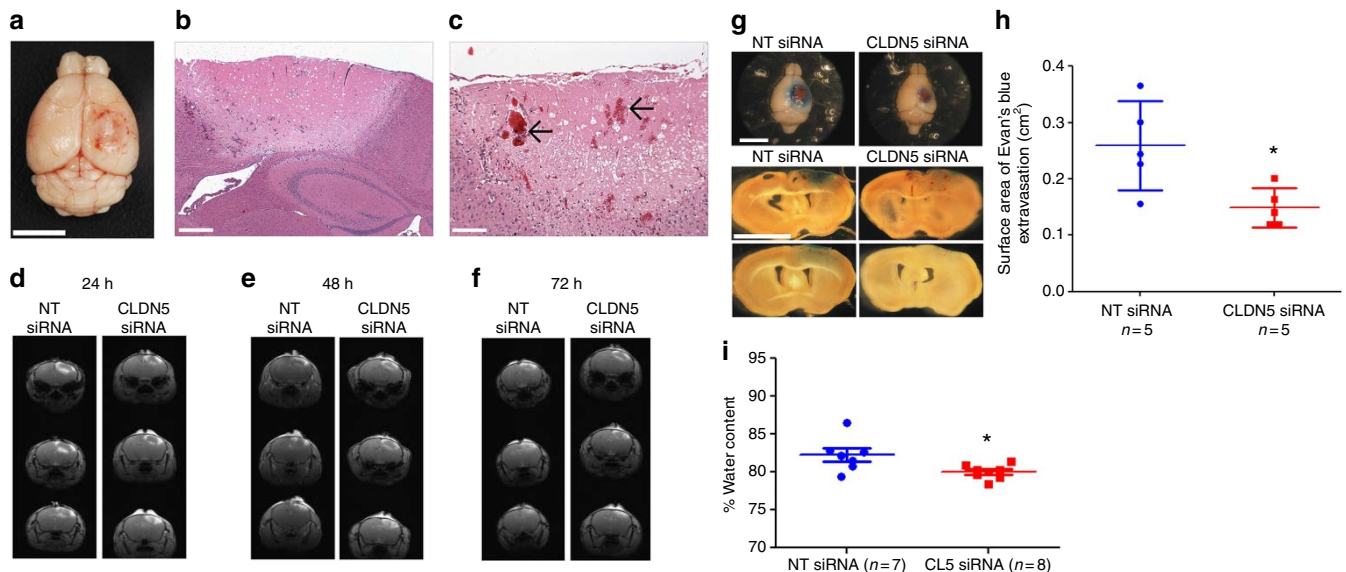 a
b
c
d
24 h
NT
siRNA
CLDN5
siRNA
e
48 h
NT
siRNA
CLDN5
siRNA
f
72 h
NT
siRNA
CLDN5
siRNA
g
NT siRNA
CLDN5 siRNA
NT siRNA
CLDN5 siRNA
h
Surface area of Evan's blue
extravasation (cm²)
0.4
0.3
0.2
0.1
0.0
*
NT siRNA
n=5
CLDN5 siRNA
n=5
i
% Water content
95
90
85
80
75
70
*
NT siRNA (n=7)
CL5 siRNA (n=8)